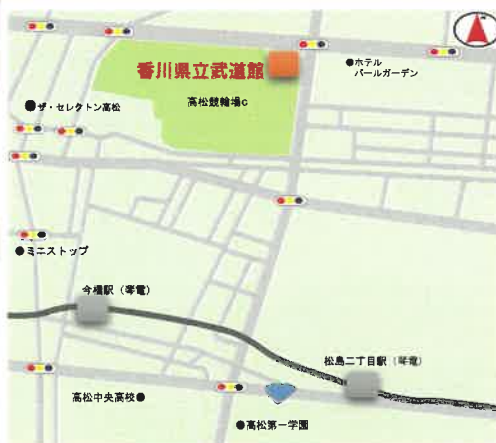 香川県立武道館
●ホテル
パールガーデン
●ザ・セレクトン高松
高松競輪場C
●ミニストップ
今橋駅（琴電）
松島二丁目駅（琴電）
高松中央高校●
●高松第一学園